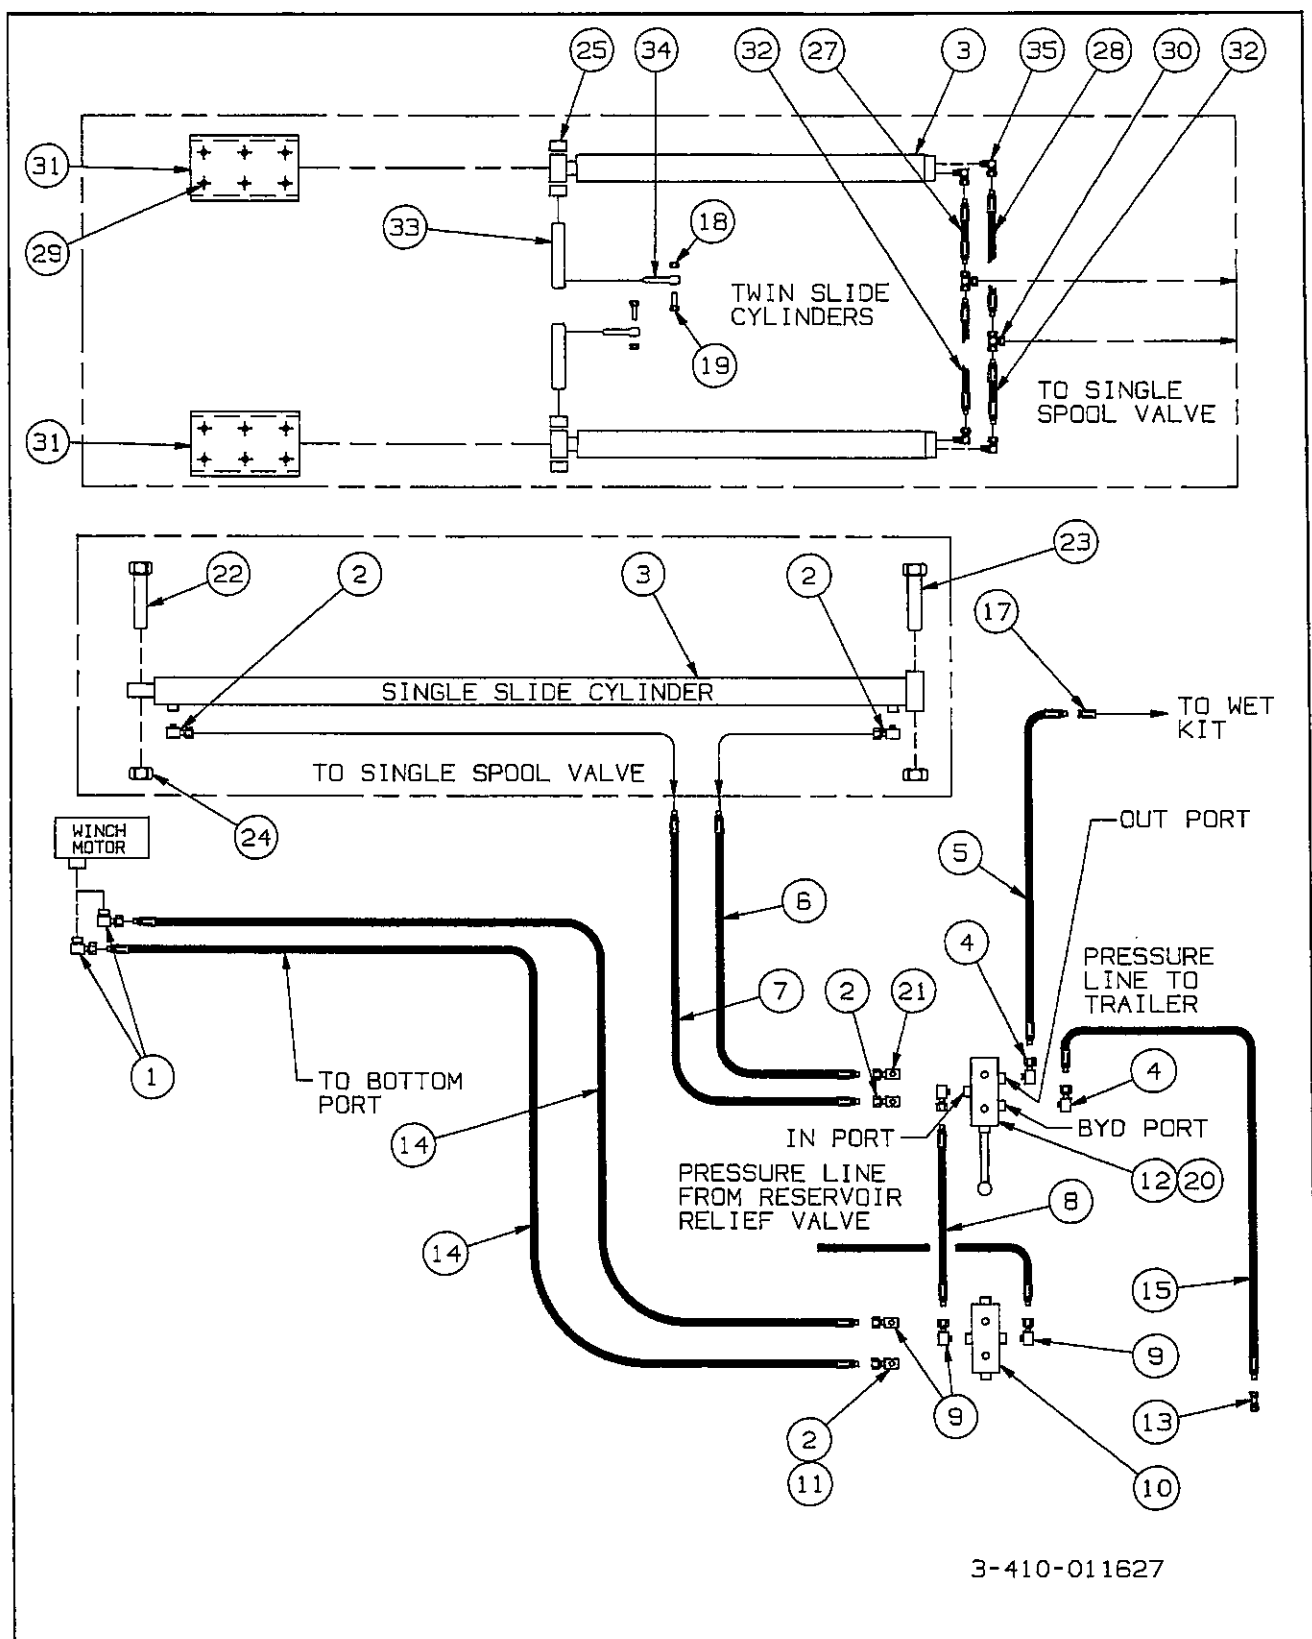 25 34 32 27 3 35 28 30 32
31
29
33
18
TWIN SLIDE
CYLINDERS
19
TO SINGLE
SPOOL VALVE
31
22
2
3
2
23
17
SINGLE SLIDE CYLINDER
TO WET
KIT
TO SINGLE SPOOL VALVE
24
WINCH
MOTOR
OUT PORT
5
6
4
PRESSURE
LINE TO
TRAILER
7
2
21
1
TO BOTTOM
PORT
2
4
14
IN PORT
BYD PORT
PRESSURE LINE
FROM RESERVOIR
RELIEF VALVE
12 20
8
14
15
9
9
13
2
11
10
3-410-011627